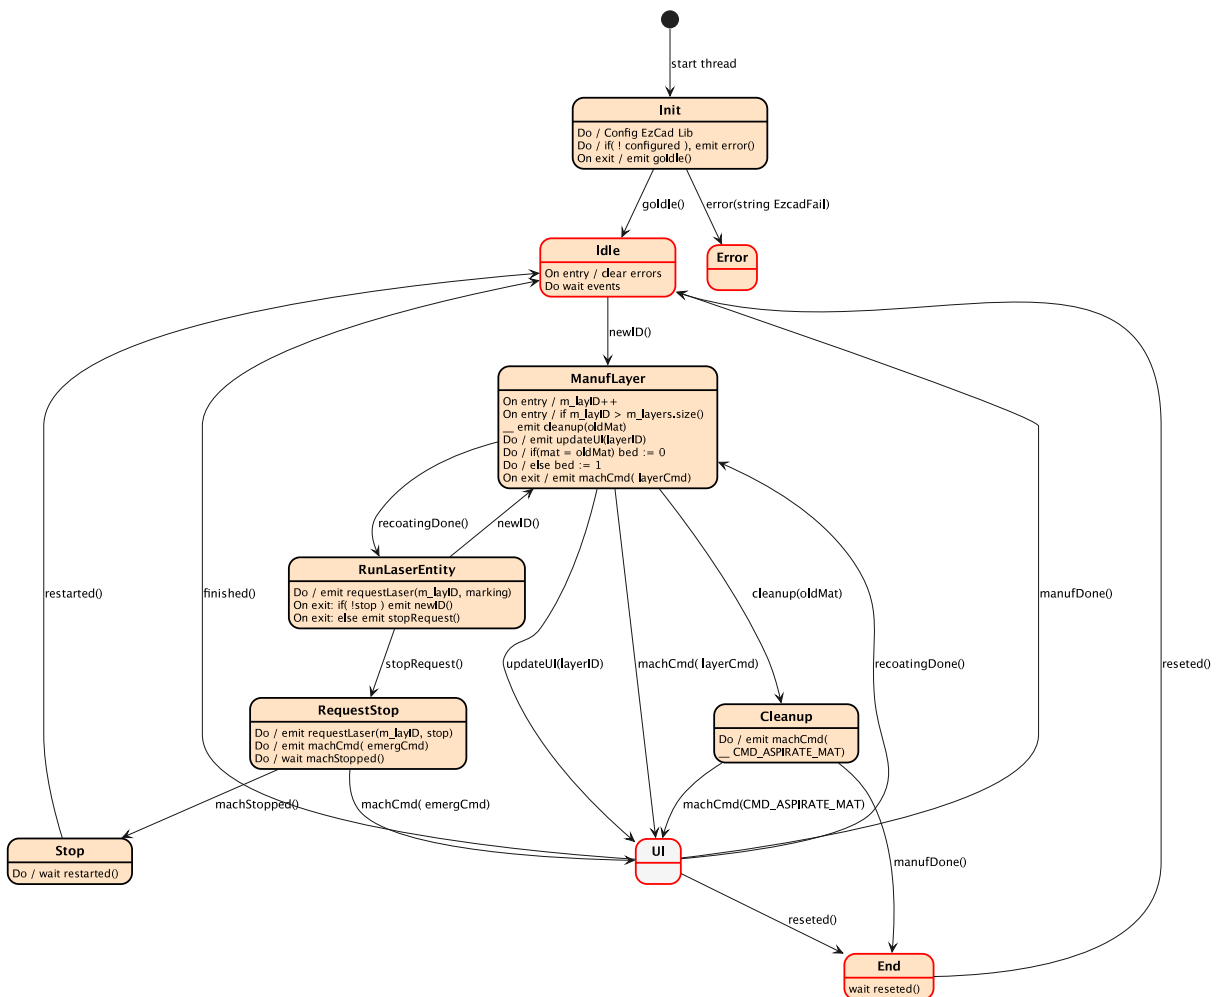 start thread
Init
Do / Config EzCad Lib
Do / if( ! configured ), emit error()
On exit / emit goIdle()
goIdle()
error(string EzcadFail)
Idle
On entry / clear errors
Do wait events
Error
newID()
ManufLayer
On entry / m_layID++
On entry / if m_layID > m_layers.size()
__ emit cleanup(oldMat)
Do / emit updateUI(layerID)
Do / if(mat = oldMat) bed := 0
Do / else bed := 1
On exit / emit machCmd( layerCmd)
recoatingDone()
newID()
RunLaserEntity
Do / emit requestLaser(m_layID, marking)
On exit: if( !stop ) emit newID()
On exit: else emit stopRequest()
restarted()
finished()
cleanup(oldMat)
manufDone()
stopRequest()
updateUI(layerID)
machCmd( layerCmd)
recoatingDone()
reseted()
RequestStop
Do / emit requestLaser(m_layID, stop)
Do / emit machCmd( emergCmd)
Do / wait machStopped()
Cleanup
Do / emit machCmd(
__ CMD_ASPIRATE_MAT)
machStopped()
machCmd( emergCmd)
machCmd(CMD_ASPIRATE_MAT)
Stop
Do / wait restarted()
UI
manufDone()
reseted()
End
wait reseted()